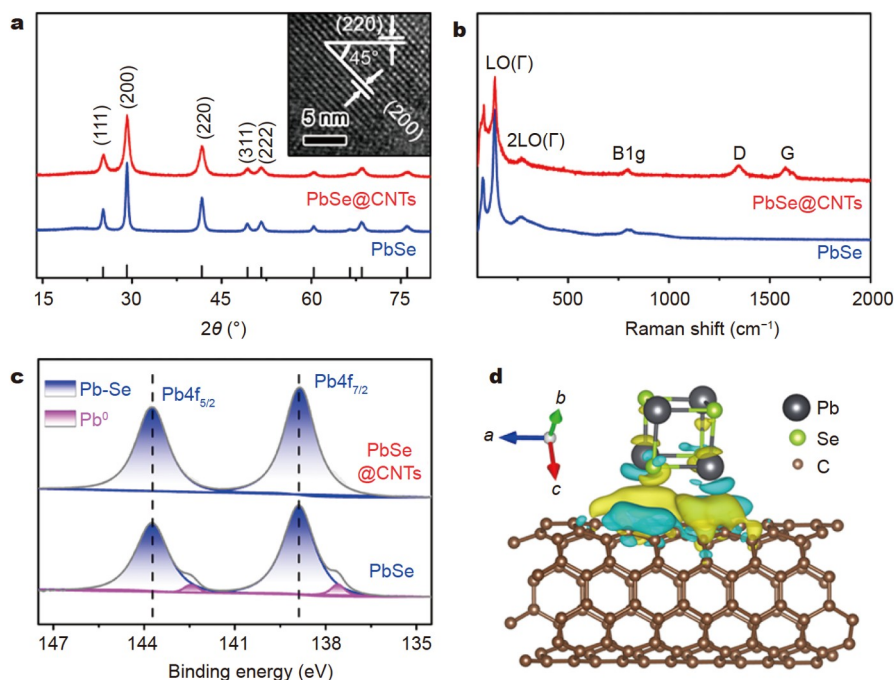 a
(111)
(200)
(220)
(311)
(222)
(220)
45°
(200)
5 nm
PbSe@CNTs
PbSe
15 30 45 60 75
2θ (°)
b
LO(Γ)
2LO(Γ)
B1g
D
G
PbSe@CNTs
PbSe
500 1000 1500 2000
Raman shift (cm⁻¹)
c
Pb-Se
Pb⁰
Pb4f5/2
Pb4f7/2
PbSe
@CNTs
PbSe
147 144 141 138 135
Binding energy (eV)
d
b
a
c
Pb
Se
C